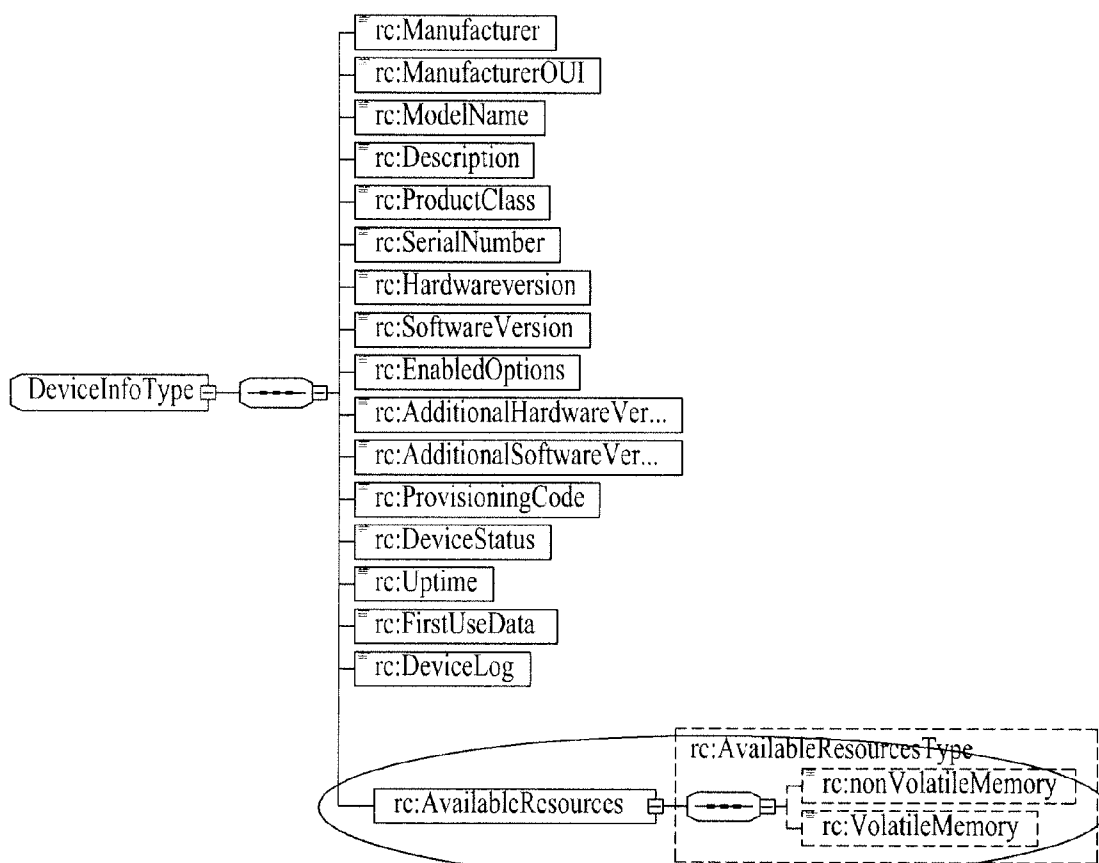 rc:Manufacturer
rc:ManufacturerOUI
rc:ModelName
rc:Description
rc:ProductClass
rc:SerialNumber
rc:Hardwareversion
rc:SoftwareVersion
rc:EnabledOptions
DeviceInfoType
rc:AdditionalHardwareVer...
rc:AdditionalSoftwareVer...
rc:ProvisioningCode
rc:DeviceStatus
rc:Uptime
rc:FirstUseData
rc:DeviceLog
rc:AvailableResourcesType
rc:nonVolatileMemory
rc:AvailableResources
rc:VolatileMemory